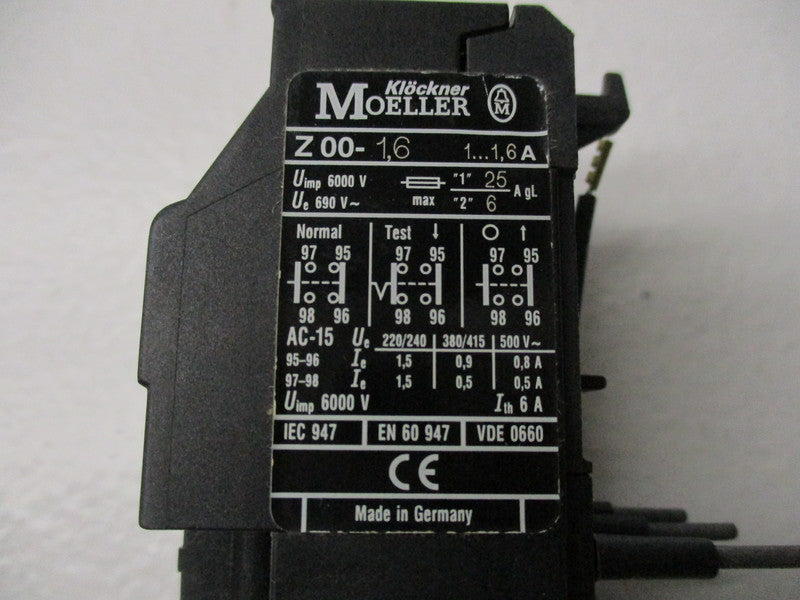 Klöckner
MOELLER M
Z 00- 1,6 1...1,6 A
Uimp 6000 V "1" 25 A gL
Ue 690 V~ max "2" 6
Normal Test ↓ O ↑
97 95 97 95 97 95
98 96 98 96 98 96
AC-15 Ue 220/240 380/415 500 V~
95-96 Ie 1,5 0,9 0,8 A
97-98 Ie 1,5 0,5 0,5 A
Uimp 6000 V Ith 6 A
IEC 947 EN 60 947 VDE 0660
CE
Made in Germany